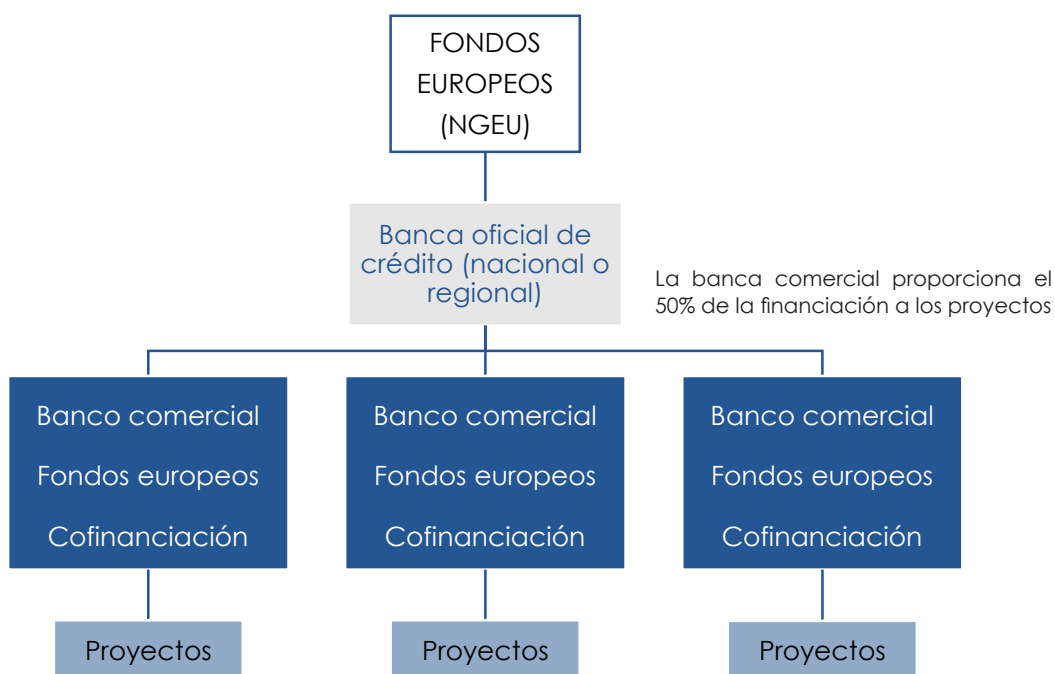 FONDOS
EUROPEOS
(NGEU)
Banca oficial de
crédito (nacional o
regional)
La banca comercial proporciona el
50% de la financiación a los proyectos
Banco comercial
Fondos europeos
Cofinanciación
Banco comercial
Fondos europeos
Cofinanciación
Banco comercial
Fondos europeos
Cofinanciación
Proyectos
Proyectos
Proyectos